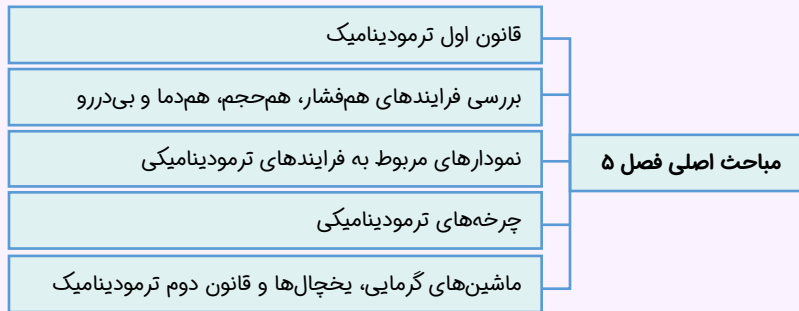 مباحث اصلی فصل ۵
قانون اول ترمودینامیک
بررسی فرایندهای هم‌فشار، هم‌حجم، هم‌دما و بی‌دررو
نمودارهای مربوط به فرایندهای ترمودینامیکی
چرخه‌های ترمودینامیکی
ماشین‌های گرمایی، یخچال‌ها و قانون دوم ترمودینامیک